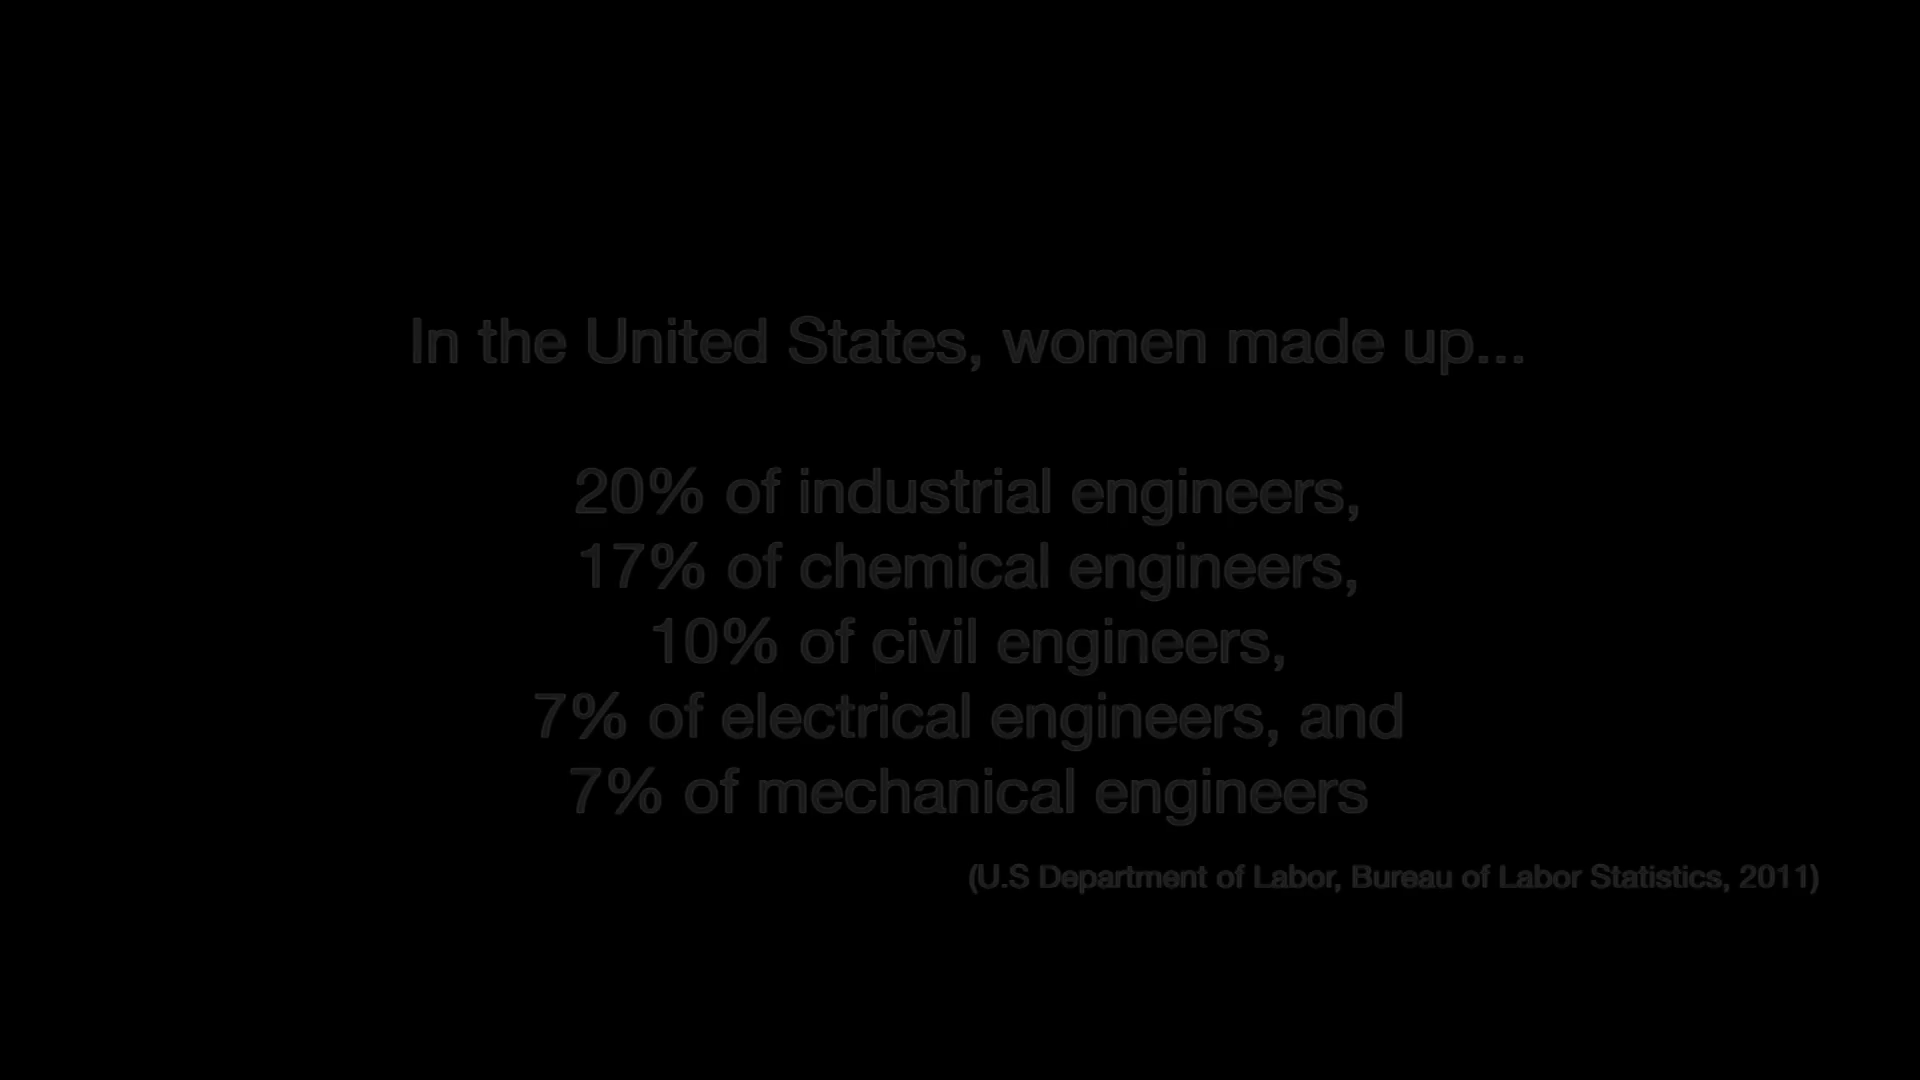 In the United States, women made up...
20% of industrial engineers,
17% of chemical engineers,
10% of civil engineers,
7% of electrical engineers, and
7% of mechanical engineers
(U.S Department of Labor, Bureau of Labor Statistics, 2011)